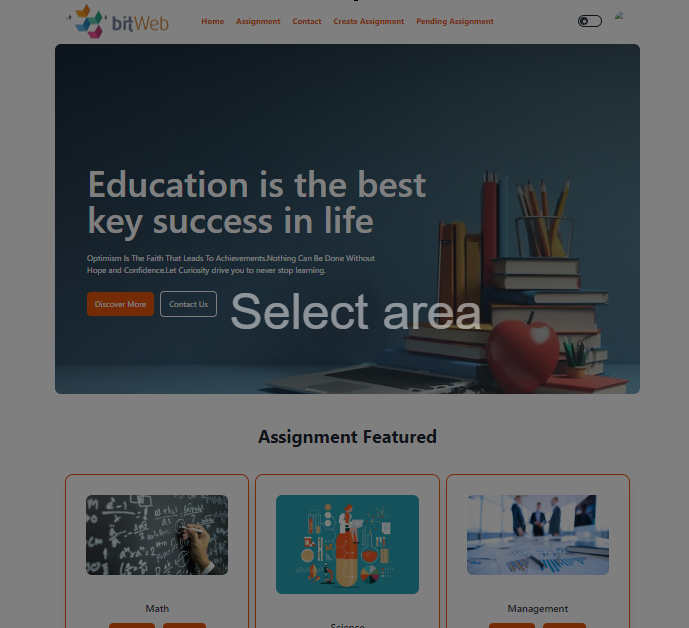 bitWeb
Home Assignment Contact Create Assignment Pending Assignment
Education is the best
key success in life
Optimism Is The Faith That Leads To Achievements.Nothing Can Be Done Without
Hope and Confidence.Let Curiosity drive you to never stop learning.
Discover More Contact Us
Select area
Assignment Featured
Math
Science
Management